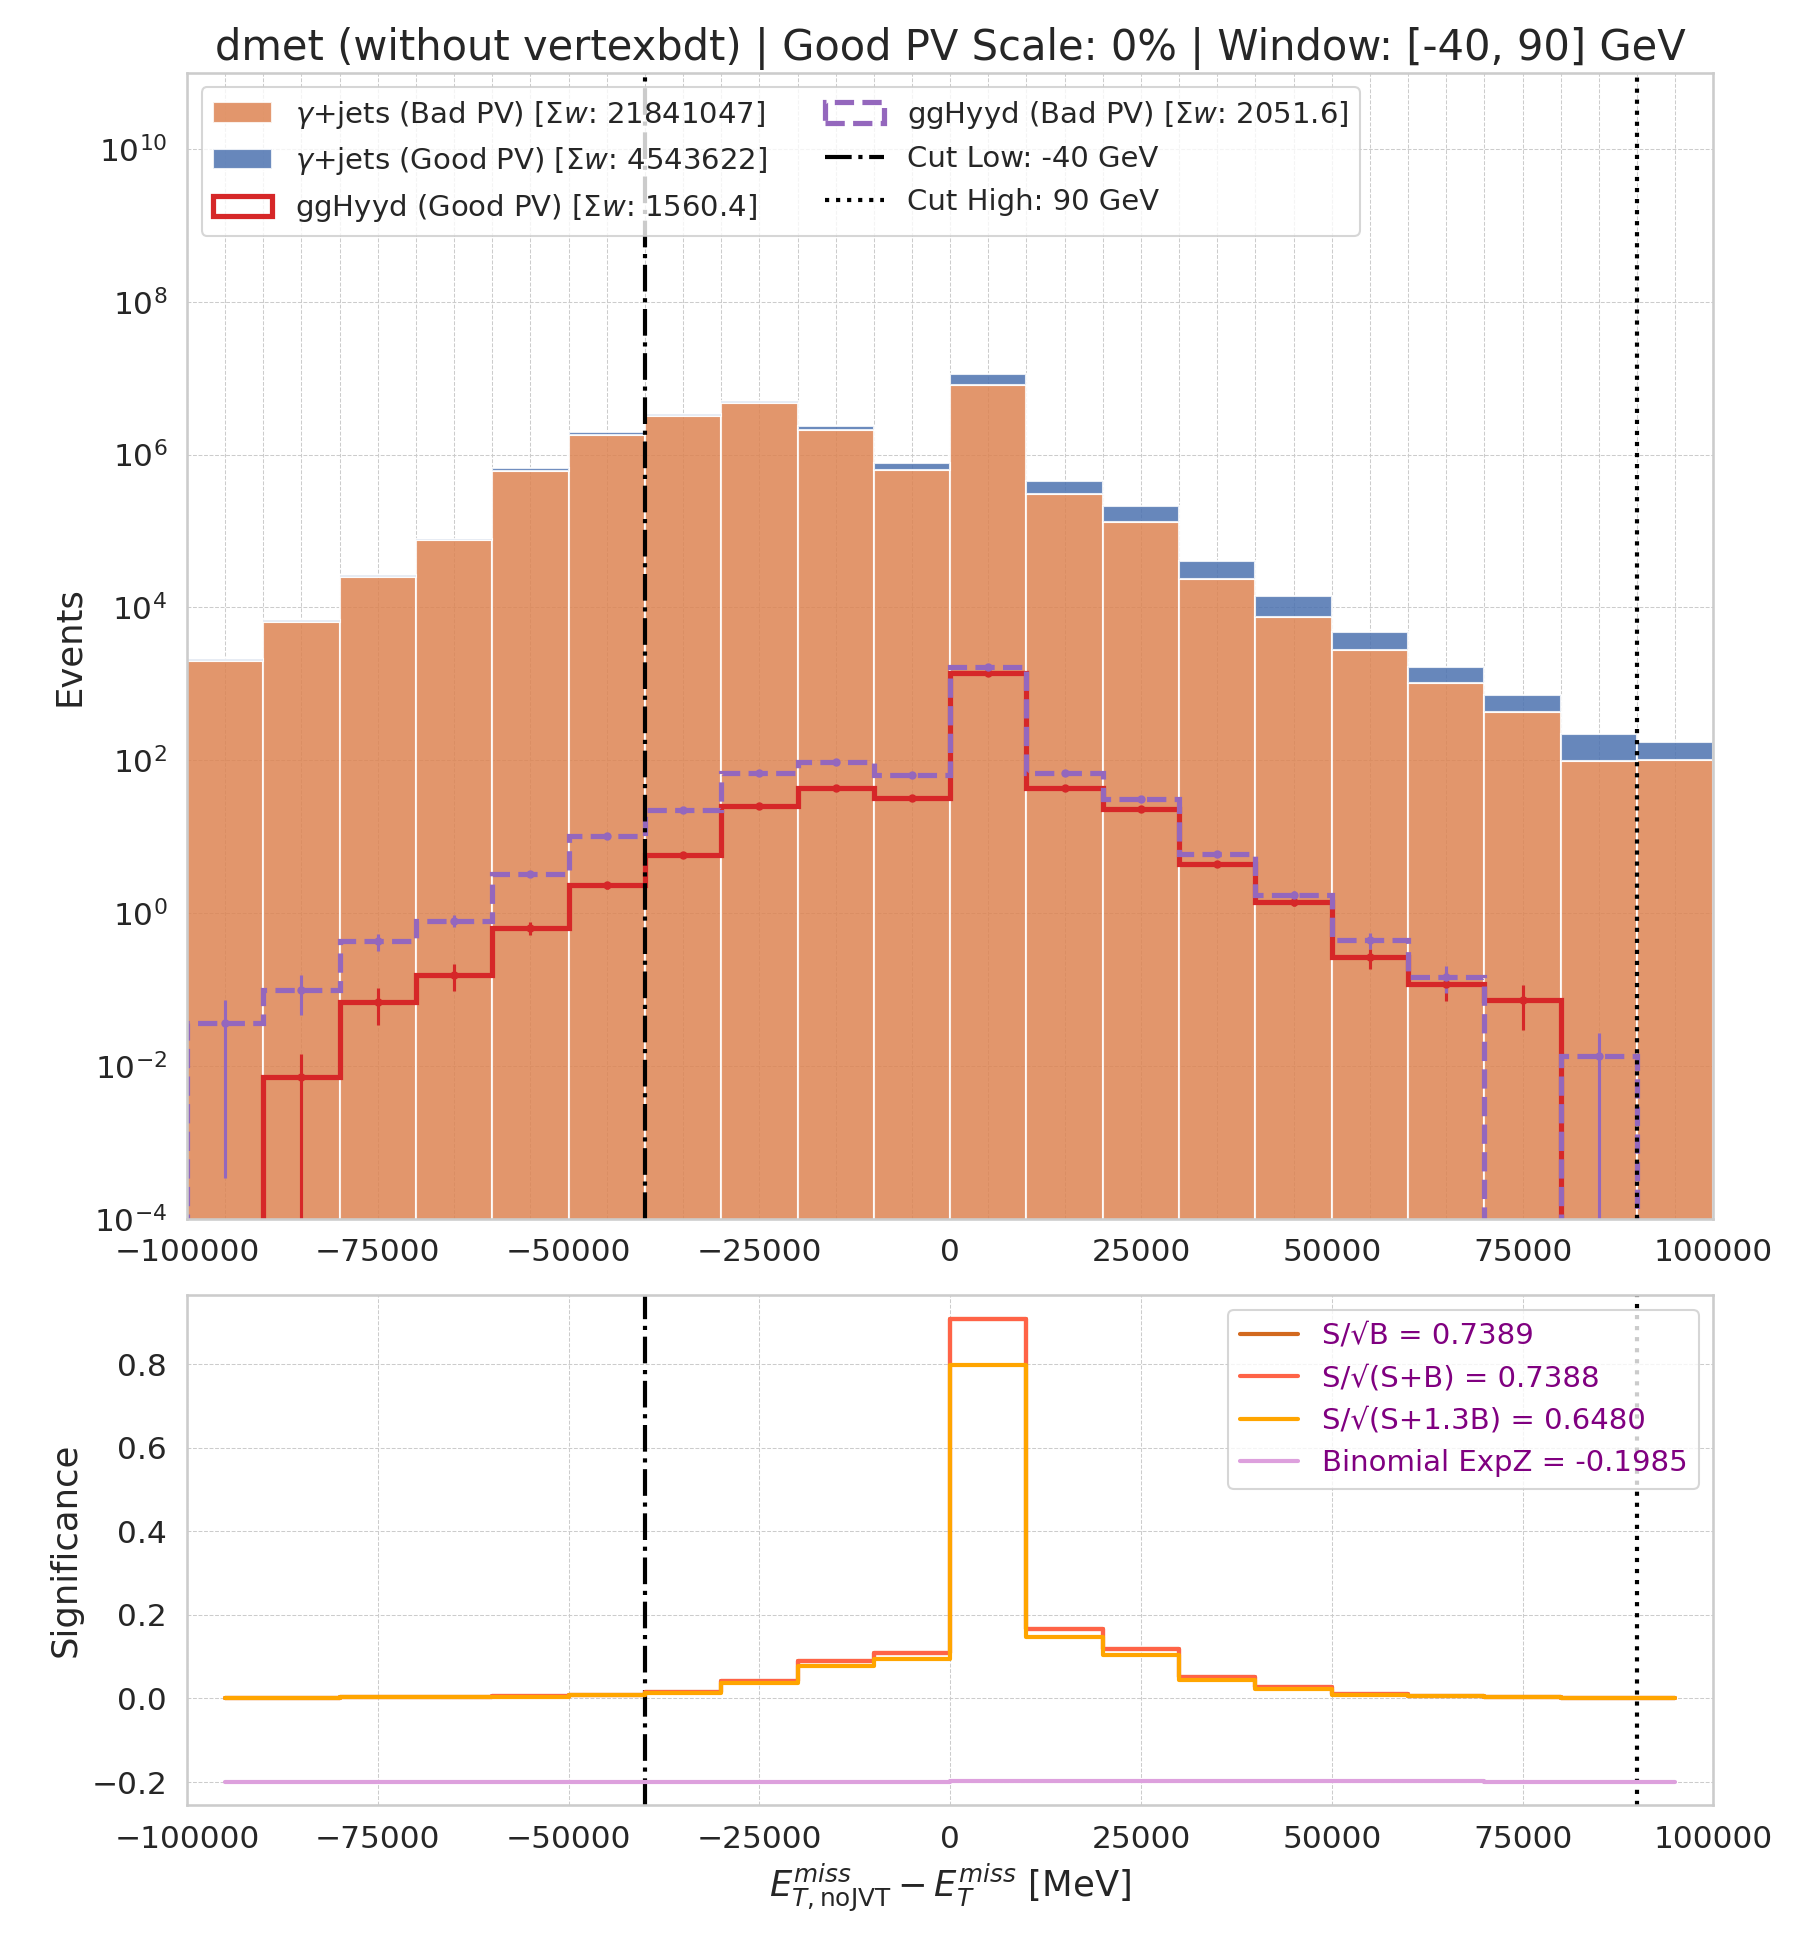 dmet (without vertexbdt) | Good PV Scale: 0% | Window: [-40, 90] GeV
γ+jets (Bad PV) [Σw: 21841047]
γ+jets (Good PV) [Σw: 4543622]
ggHyyd (Good PV) [Σw: 1560.4]
ggHyyd (Bad PV) [Σw: 2051.6]
Cut Low: -40 GeV
Cut High: 90 GeV
Events
10^10
10^8
10^6
10^4
10^2
10^0
10^−2
10^−4
−100000 −75000 −50000 −25000 0 25000 50000 75000 100000
S/√B = 0.7389
S/√(S+B) = 0.7388
S/√(S+1.3B) = 0.6480
Binomial ExpZ = -0.1985
Significance
0.8
0.6
0.4
0.2
0.0
−0.2
−100000 −75000 −50000 −25000 0 25000 50000 75000 100000
E_{T, noJVT}^{miss} − E_T^{miss} [MeV]